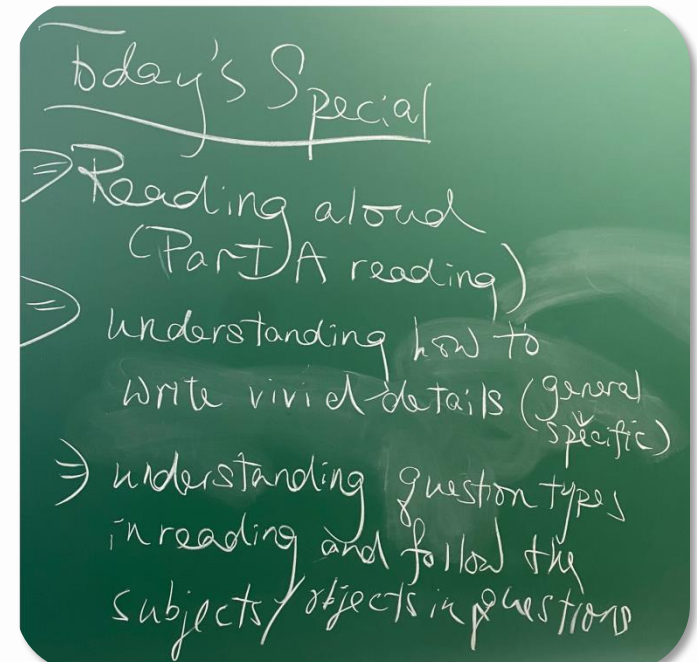 Today's Special
⇒ Reading aloud
(Part A reading)
⇒ understanding how to
write vivid details (general
↓
specific)
⇒ understanding question types
in reading and follow the
subjects/objects in questions